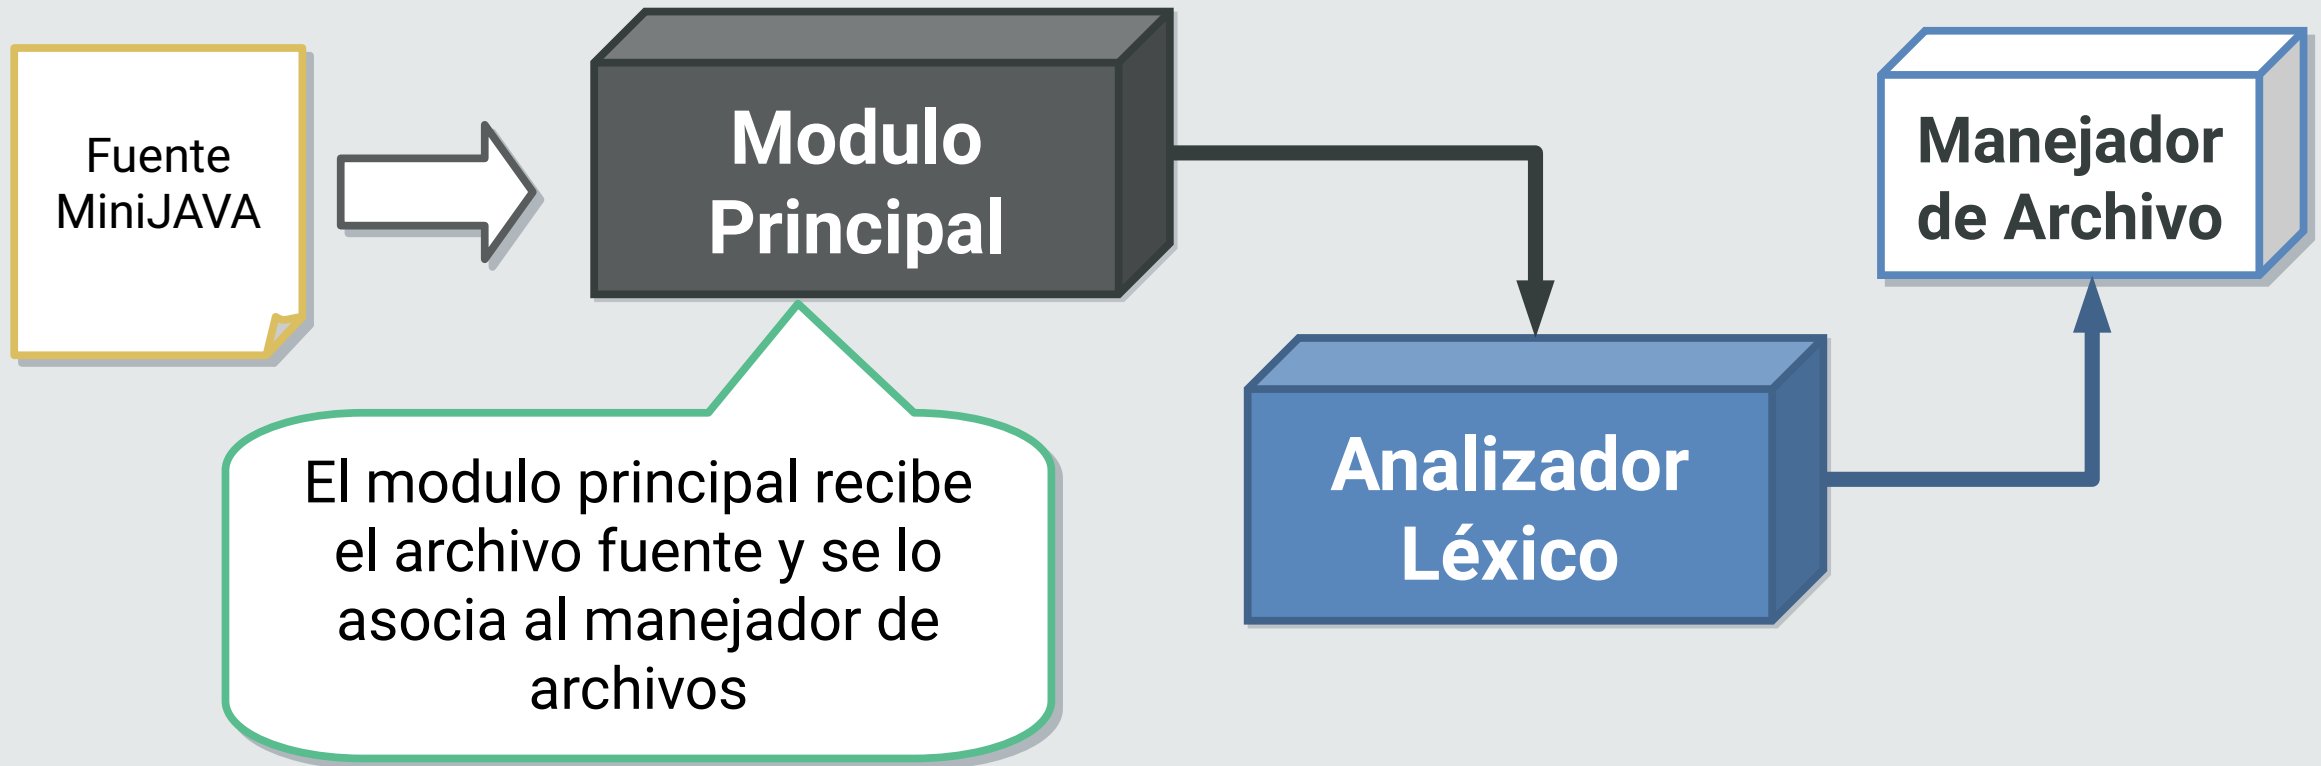 Fuente
MiniJAVA
Modulo
Principal
Manejador
de Archivo
Analizador
Léxico
El modulo principal recibe
el archivo fuente y se lo
asocia al manejador de
archivos